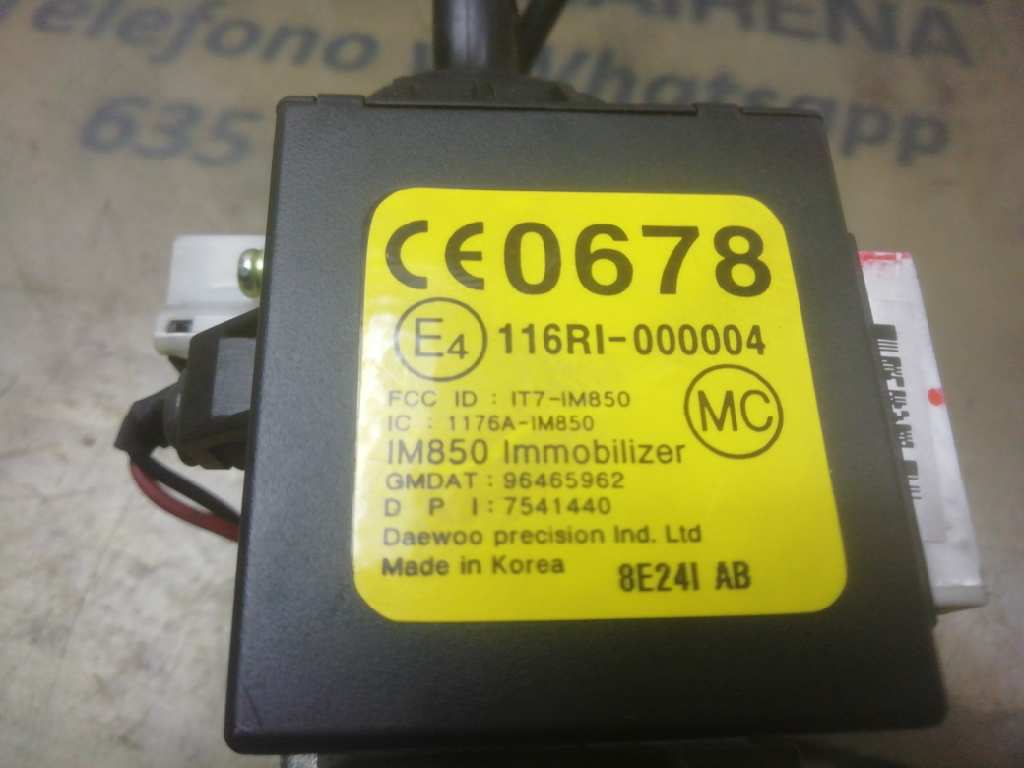 AIRENA
Telefono y Whatsapp
635
CE0678
E4 116RI-000004
FCC ID : IT7-IM850
IC : 1176A-IM850
MC
IM850 Immobilizer
GMDAT : 96465962
D P I : 7541440
Daewoo precision Ind. Ltd
Made in Korea
8E24I AB